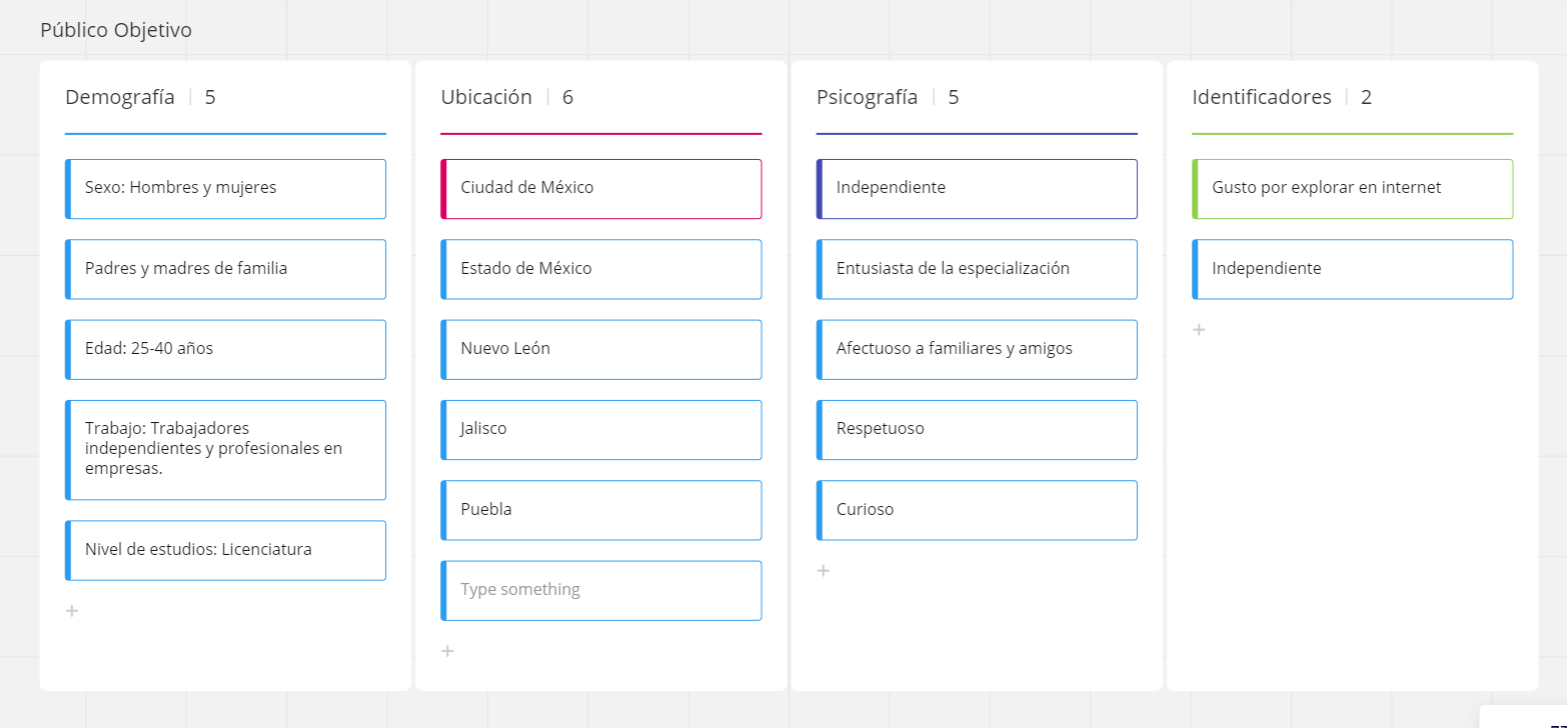 Público Objetivo
Demografía | 5
Sexo: Hombres y mujeres
Padres y madres de familia
Edad: 25-40 años
Trabajo: Trabajadores
independientes y profesionales en
empresas.
Nivel de estudios: Licenciatura
+
Ubicación | 6
Ciudad de México
Estado de México
Nuevo León
Jalisco
Puebla
Type something
+
Psicografía | 5
Independiente
Entusiasta de la especialización
Afectuoso a familiares y amigos
Respetuoso
Curioso
+
Identificadores | 2
Gusto por explorar en internet
Independiente
+